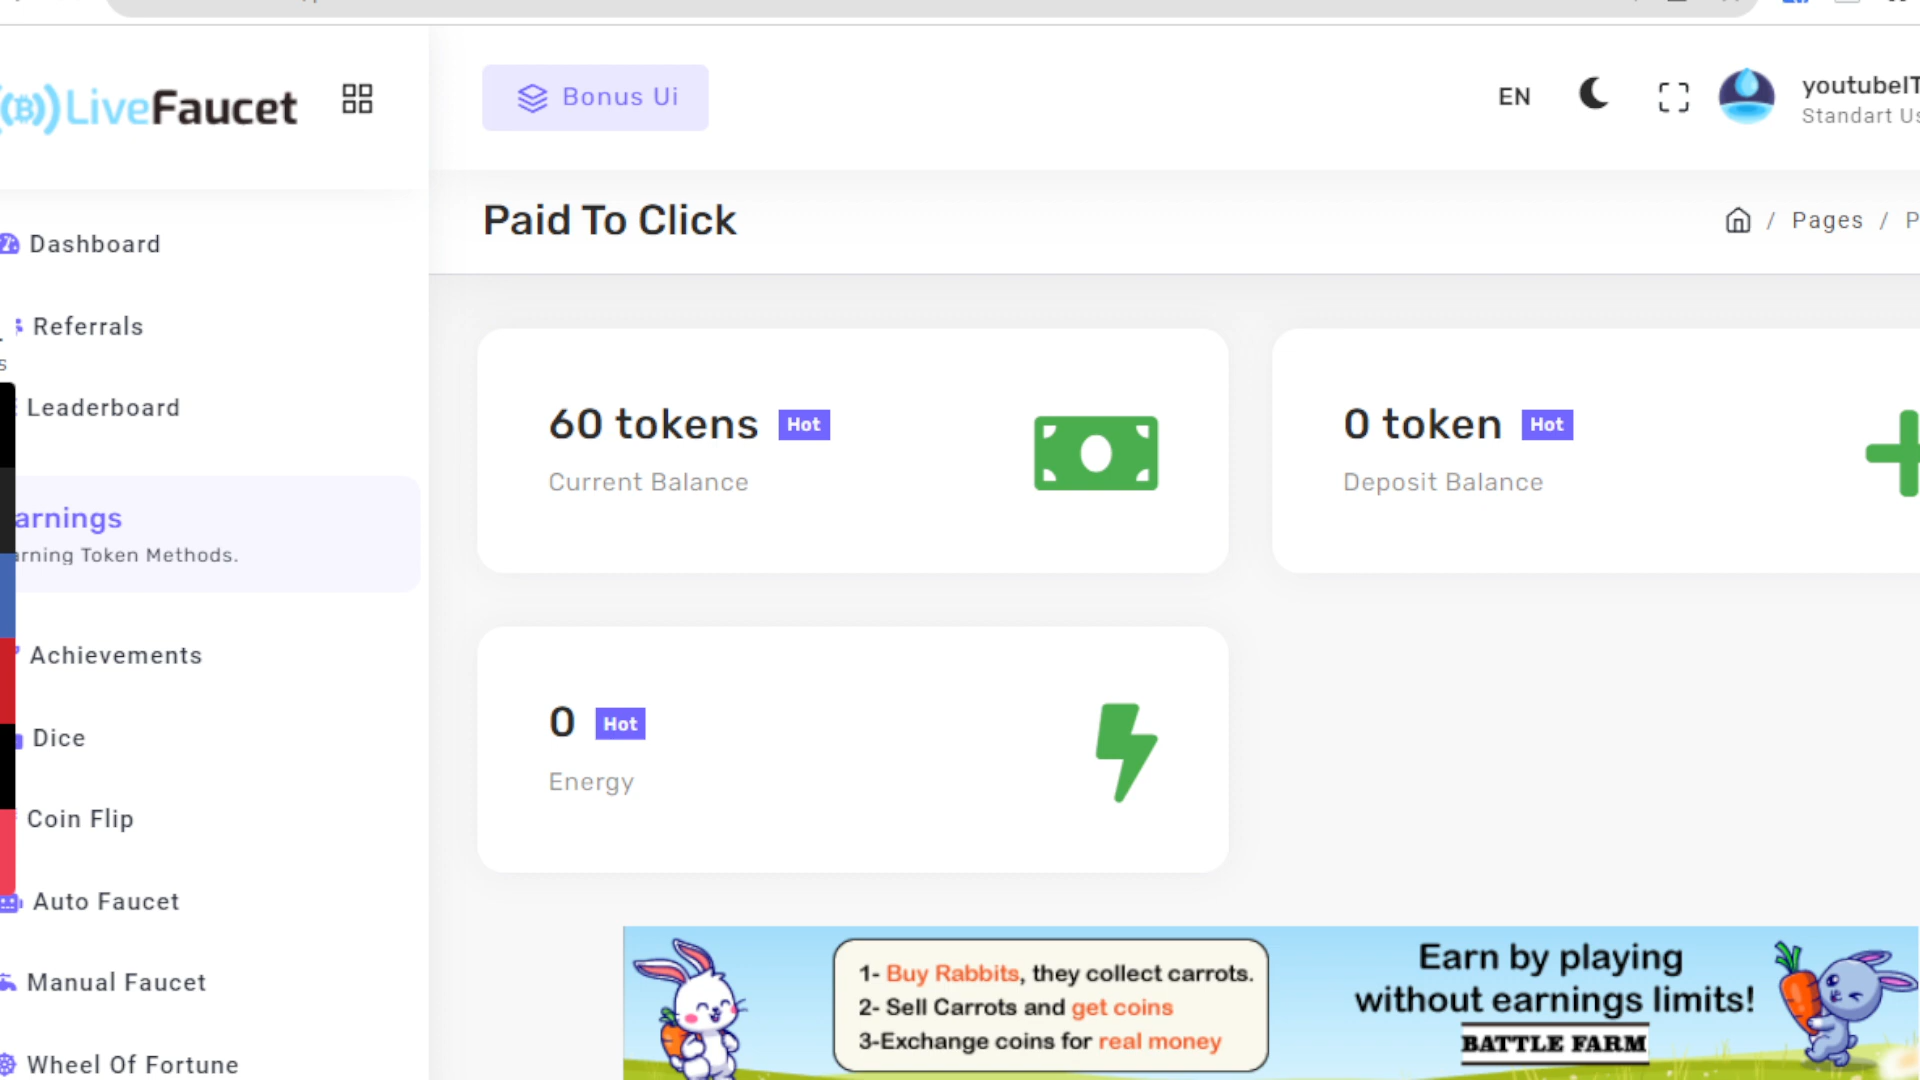 LiveFaucet
Bonus Ui
EN
Paid To Click
Pages /
Dashboard
Referrals
Leaderboard
arnings
arning Token Methods.
Achievements
Dice
Coin Flip
Auto Faucet
Manual Faucet
Wheel Of Fortune
60 tokens Hot
Current Balance
0 token Hot
Deposit Balance
0 Hot
Energy
1- Buy Rabbits, they collect carrots.
2- Sell Carrots and get coins
3-Exchange coins for real money
Earn by playing
without earnings limits!
BATTLE FARM